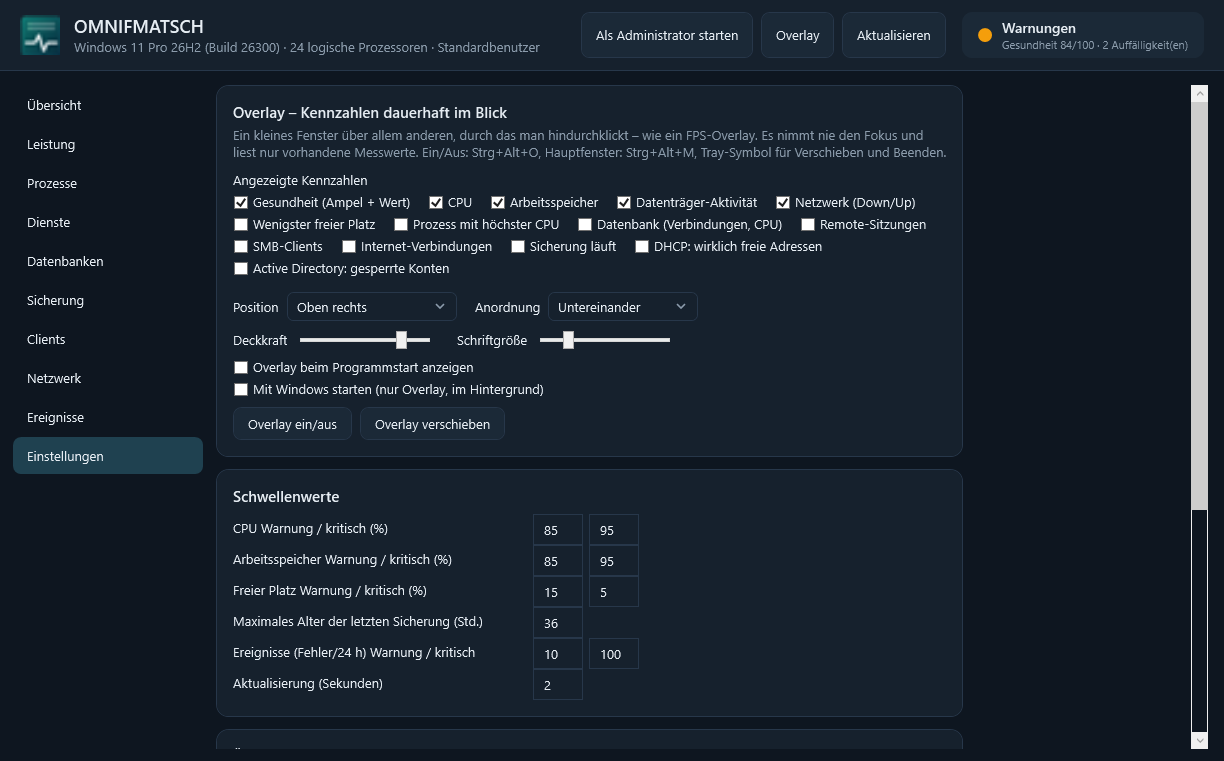 OMNIFMATSCH
Windows 11 Pro 26H2 (Build 26300) · 24 logische Prozessoren · Standardbenutzer
Als Administrator starten
Overlay
Aktualisieren
Warnungen
Gesundheit 84/100 · 2 Auffälligkeit(en)
Übersicht
Leistung
Prozesse
Dienste
Datenbanken
Sicherung
Clients
Netzwerk
Ereignisse
Einstellungen
Overlay – Kennzahlen dauerhaft im Blick
Ein kleines Fenster über allem anderen, durch das man hindurchklickt – wie ein FPS-Overlay. Es nimmt nie den Fokus und
liest nur vorhandene Messwerte. Ein/Aus: Strg+Alt+O, Hauptfenster: Strg+Alt+M, Tray-Symbol für Verschieben und Beenden.
Angezeigte Kennzahlen
Gesundheit (Ampel + Wert) CPU Arbeitsspeicher Datenträger-Aktivität Netzwerk (Down/Up)
Wenigster freier Platz Prozess mit höchster CPU Datenbank (Verbindungen, CPU) Remote-Sitzungen
SMB-Clients Internet-Verbindungen Sicherung läuft DHCP: wirklich freie Adressen
Active Directory: gesperrte Konten
Position Oben rechts Anordnung Untereinander
Deckkraft Schriftgröße
Overlay beim Programmstart anzeigen
Mit Windows starten (nur Overlay, im Hintergrund)
Overlay ein/aus Overlay verschieben
Schwellenwerte
CPU Warnung / kritisch (%) 85 95
Arbeitsspeicher Warnung / kritisch (%) 85 95
Freier Platz Warnung / kritisch (%) 15 5
Maximales Alter der letzten Sicherung (Std.) 36
Ereignisse (Fehler/24 h) Warnung / kritisch 10 100
Aktualisierung (Sekunden) 2